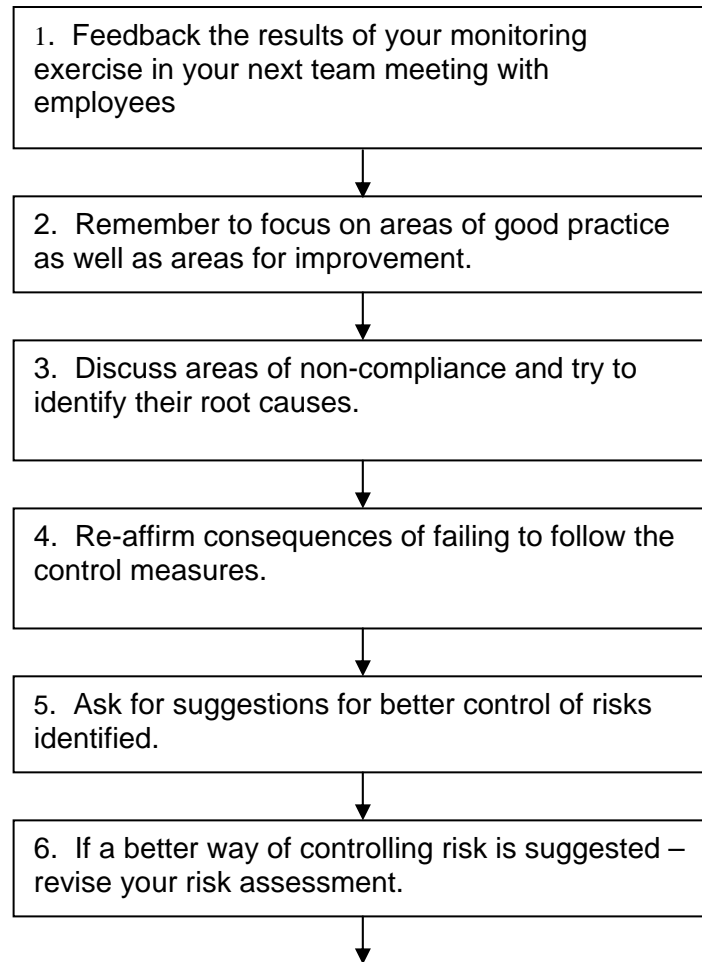 1. Feedback the results of your monitoring
exercise in your next team meeting with
employees
2. Remember to focus on areas of good practice
as well as areas for improvement.
3. Discuss areas of non-compliance and try to
identify their root causes.
4. Re-affirm consequences of failing to follow the
control measures.
5. Ask for suggestions for better control of risks
identified.
6. If a better way of controlling risk is suggested –
revise your risk assessment.